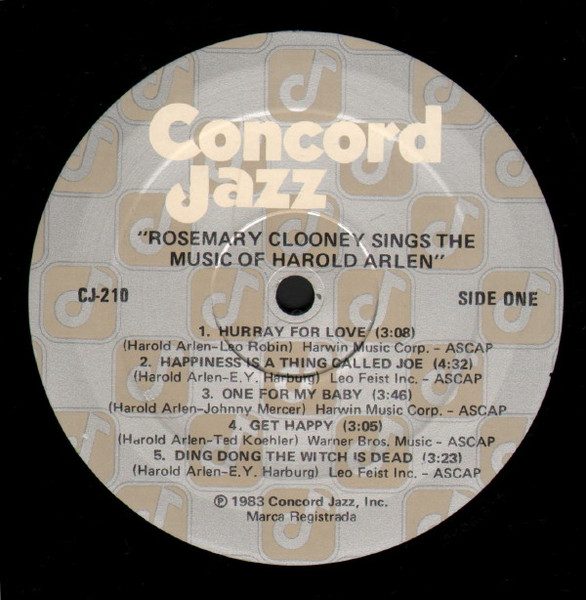 Concord
Jazz
"ROSEMARY CLOONEY SINGS THE
MUSIC OF HAROLD ARLEN"
CJ-210
SIDE ONE
1. HURRAY FOR LOVE (3:08)
(Harold Arlen-Leo Robin) Harwin Music Corp. - ASCAP
2. HAPPINESS IS A THING CALLED JOE (4:32)
(Harold Arlen-E.Y. Harburg) Leo Feist Inc. - ASCAP
3. ONE FOR MY BABY (3:46)
(Harold Arlen-Johnny Mercer) Harwin Music Corp. - ASCAP
4. GET HAPPY (3:05)
(Harold Arlen-Ted Koehler) Warner Bros. Music - ASCAP
5. DING DONG THE WITCH IS DEAD (3:23)
(Harold Arlen-E.Y. Harburg) Leo Feist Inc. - ASCAP
℗ 1983 Concord Jazz, Inc.
Marca Registrada